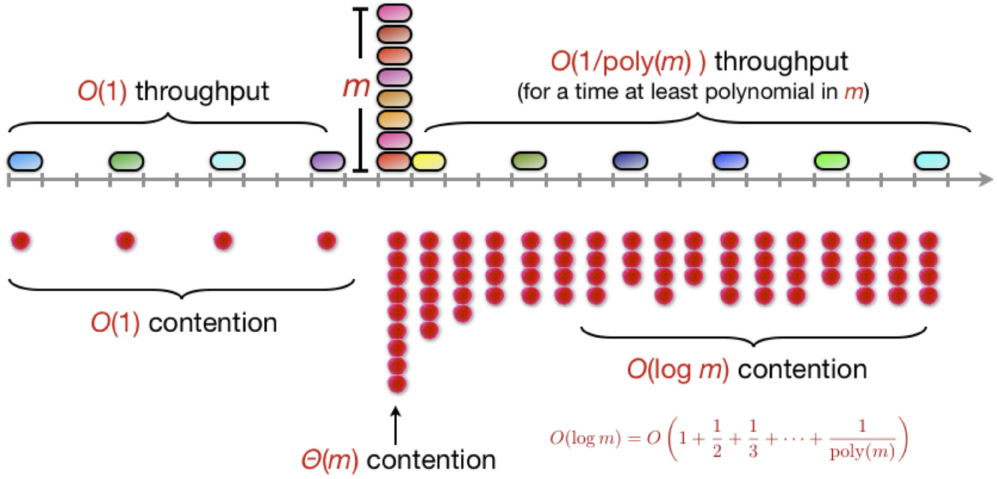 O(1) throughput
m
O(1/poly(m) ) throughput
(for a time at least polynomial in m)
O(1) contention
Θ(m) contention
O(log m) contention
O(log m) = O ( 1 + 1/2 + 1/3 + ⋯ + 1/poly(m) )